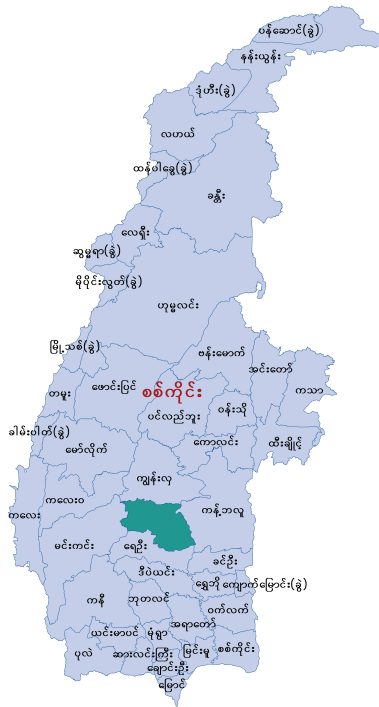 ပန်ဆောင်(ခွဲ)
နန်းယွန်း
ဒုံဟီး(ခွဲ)
လဟယ်
ထန်ပါခွေ(ခွဲ)
ခန္တီး
လေရှီး
ဆွမ္မရာ(ခွဲ)
မိုပိုင်းလွတ်(ခွဲ)
ဟုမ္မလင်း
မြို့သစ်(ခွဲ)
ဗန်းမောက်
အင်းတော်
ကသာ
တမူး
ဖောင်းပြင်
စစ်ကိုင်း
ပင်လည်ဘူး
ဝန်းသို
ခါမ်းပါတ်(ခွဲ)
မော်လိုက်
ကောလင်း
ထီးချိုင့်
ကျွန်းလှ
ကလေးဝ
ကလေး
ကန့်ဘလူ
မင်းကင်း
ရေဦး
ခင်ဦး
ဒီပဲယင်း
ရွှေဘို
ကျောက်မြောင်း(ခွဲ)
ကနီ
ဘုတလင်
ဝက်လက်
အရာတော်
ယင်းမာပင်
မုံရွာ
ပုလဲ
ဆားလင်းကြီး
မြင်းမူ
စစ်ကိုင်း
ချောင်းဦး
မြောင်